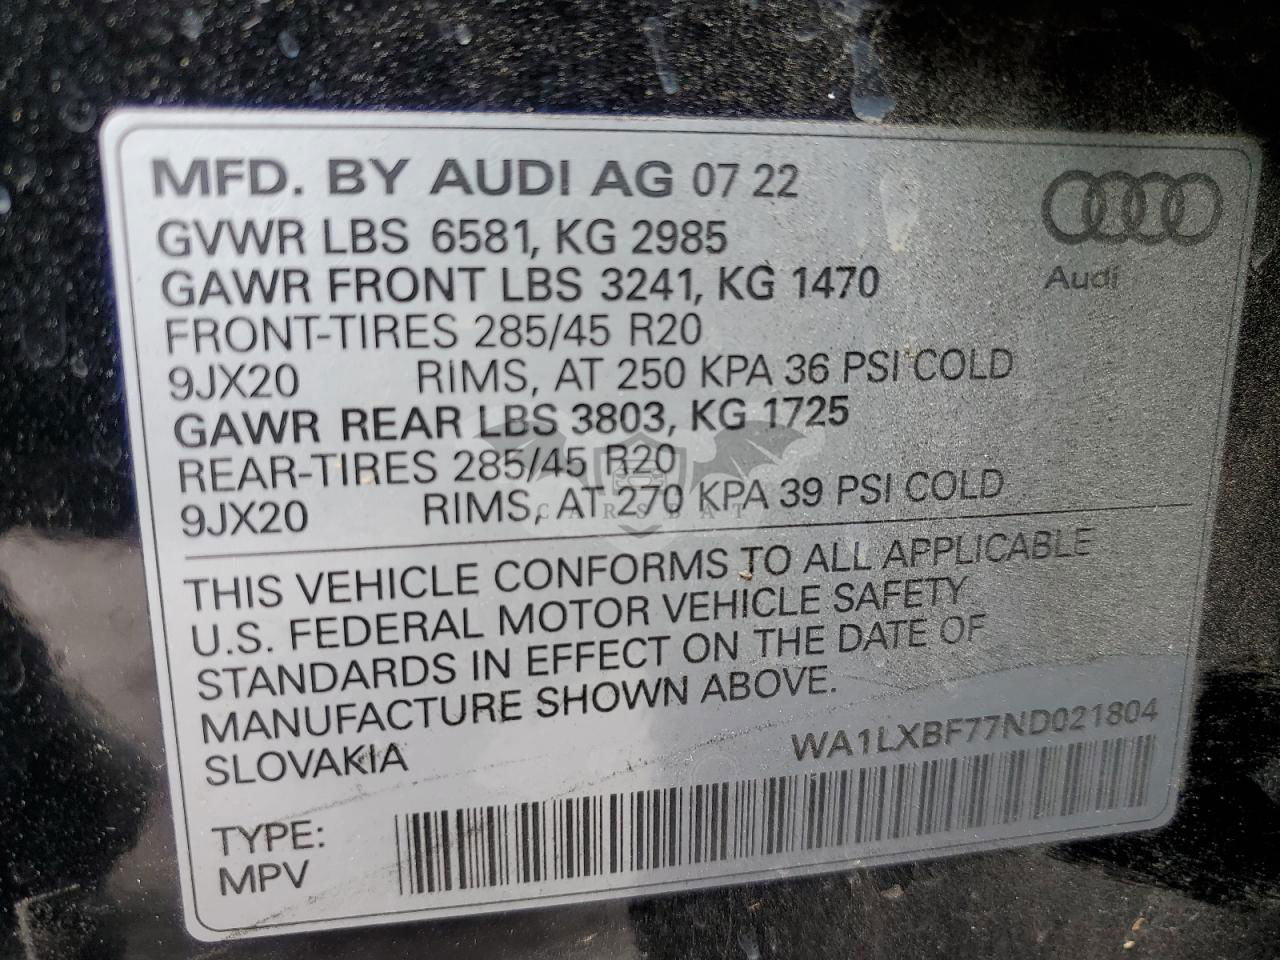 MFD. BY AUDI AG 07 22
GVWR LBS 6581, KG 2985
GAWR FRONT LBS 3241, KG 1470
FRONT-TIRES 285/45 R20
9JX20 RIMS, AT 250 KPA 36 PSI COLD
GAWR REAR LBS 3803, KG 1725
REAR-TIRES 285/45 R20
9JX20 RIMS, AT 270 KPA 39 PSI COLD
Audi
CARSBAT
THIS VEHICLE CONFORMS TO ALL APPLICABLE
U.S. FEDERAL MOTOR VEHICLE SAFETY
STANDARDS IN EFFECT ON THE DATE OF
MANUFACTURE SHOWN ABOVE.
SLOVAKIA
WA1LXBF77ND021804
TYPE:
MPV